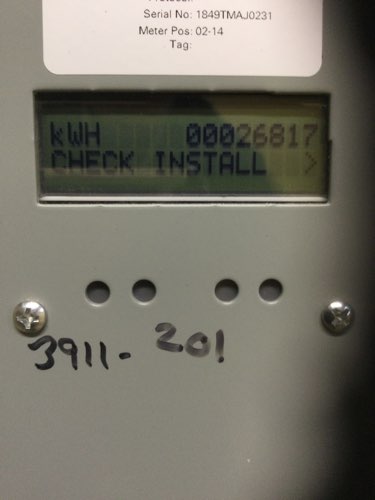 Serial No: 1849TMAJ0231
Meter Pos: 02-14
Tag:
kWH 00026817
CHECK INSTALL >
3911- 201